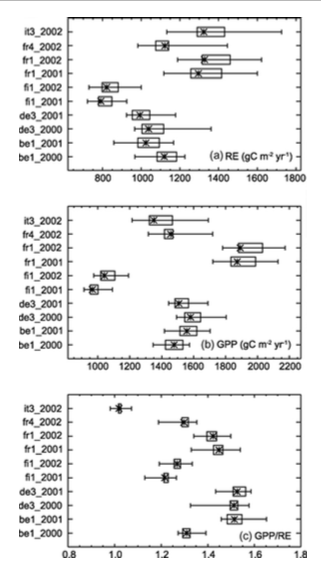 it3_2002
fr4_2002
fr1_2002
fr1_2001
fi1_2002
fi1_2001
de3_2001
de3_2000
be1_2001
be1_2000
(a) RE (gC m⁻² yr⁻¹)
800 1000 1200 1400 1600 1800
it3_2002
fr4_2002
fr1_2002
fr1_2001
fi1_2002
fi1_2001
de3_2001
de3_2000
be1_2001
be1_2000
(b) GPP (gC m⁻² yr⁻¹)
1000 1200 1400 1600 1800 2000 2200
it3_2002
fr4_2002
fr1_2002
fr1_2001
fi1_2002
fi1_2001
de3_2001
de3_2000
be1_2001
be1_2000
(c) GPP/RE
0.8 1.0 1.2 1.4 1.6 1.8